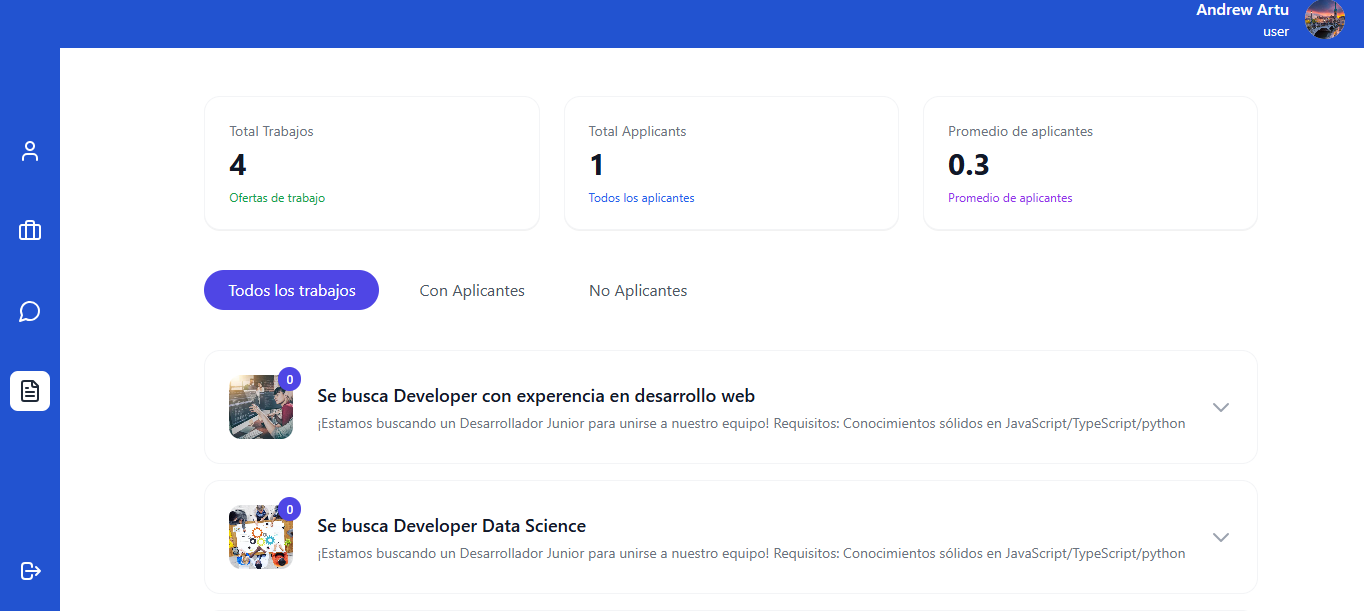 Andrew Artu
user
Total Trabajos
4
Ofertas de trabajo
Total Applicants
1
Todos los aplicantes
Promedio de aplicantes
0.3
Promedio de aplicantes
Todos los trabajos
Con Aplicantes
No Aplicantes
0
Se busca Developer con experencia en desarrollo web
¡Estamos buscando un Desarrollador Junior para unirse a nuestro equipo! Requisitos: Conocimientos sólidos en JavaScript/TypeScript/python
0
Se busca Developer Data Science
¡Estamos buscando un Desarrollador Junior para unirse a nuestro equipo! Requisitos: Conocimientos sólidos en JavaScript/TypeScript/python